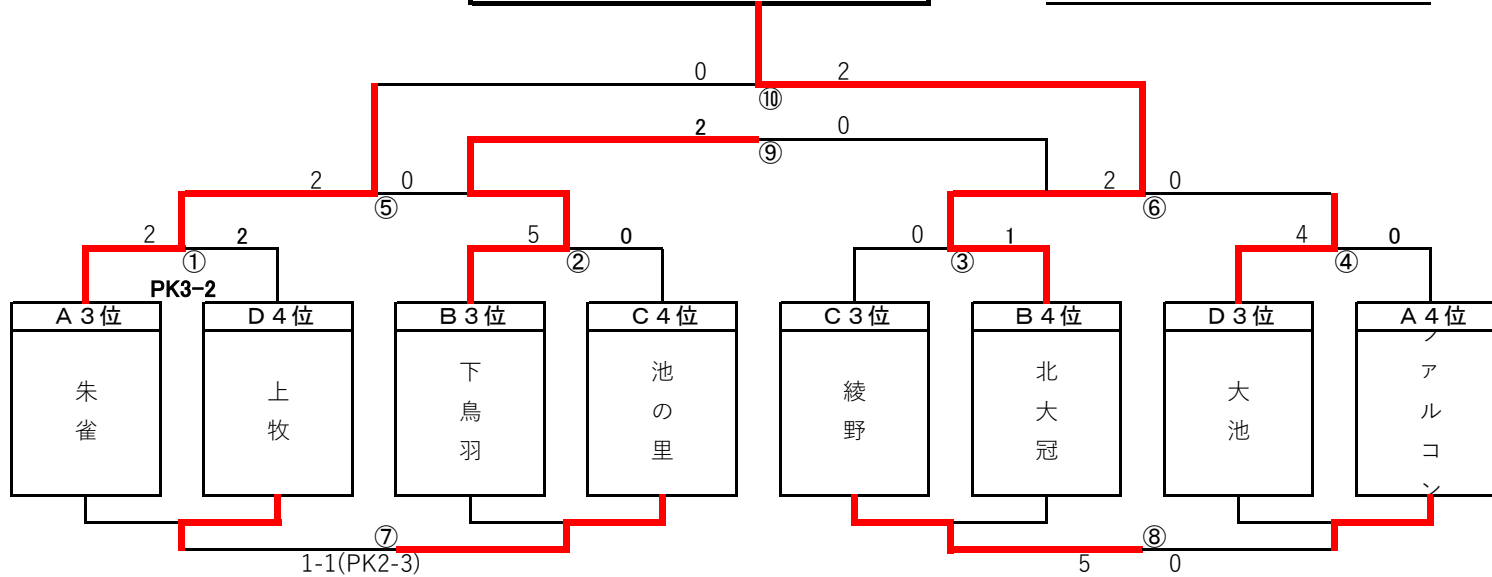 0 2
⑩
2 0
⑨
2 0
⑤
2 0
⑥
2 2
①
PK3-2
5 0
②
0 1
③
4 0
④
A3位 D4位 B3位 C4位 C3位 B4位 D3位 A4位
朱雀
上牧
下鳥羽
池の里
綾野
北大冠
大池
ファルコン
⑦
1-1(PK2-3)
⑧
5 0